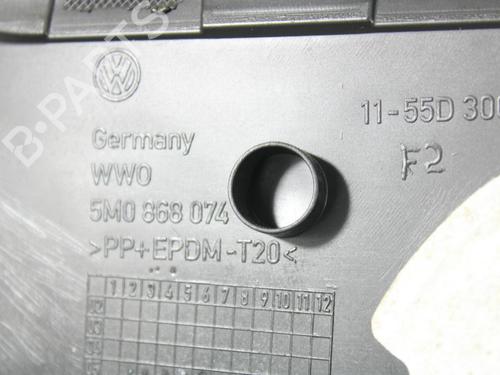 11-55D 30
Germany
F2
WWO
5M0 868 074
>PP+EPDM-T20<
1 2 3 4 5 6 7 8 9 10 11 12
B-PARTS